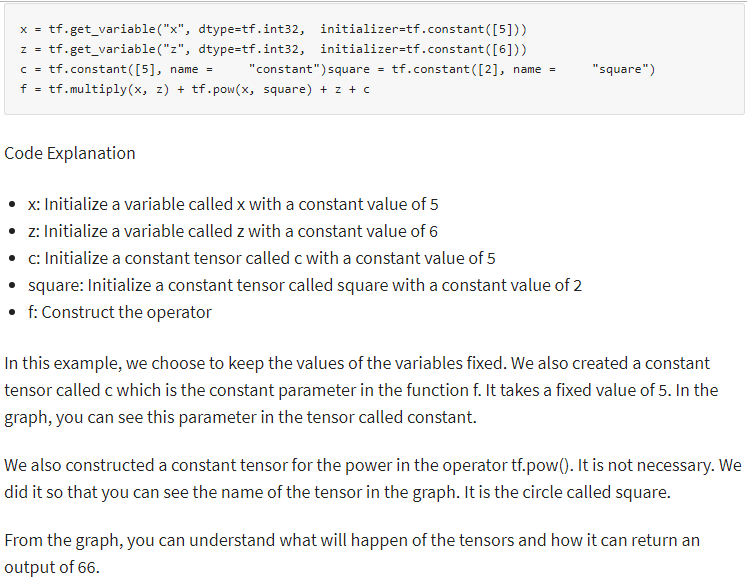 x = tf.get_variable("x", dtype=tf.int32,  initializer=tf.constant([5]))
z = tf.get_variable("z", dtype=tf.int32,  initializer=tf.constant([6]))
c = tf.constant([5], name =     "constant")square = tf.constant([2], name =     "square")
f = tf.multiply(x, z) + tf.pow(x, square) + z + c
Code Explanation
• x: Initialize a variable called x with a constant value of 5
• z: Initialize a variable called z with a constant value of 6
• c: Initialize a constant tensor called c with a constant value of 5
• square: Initialize a constant tensor called square with a constant value of 2
• f: Construct the operator
In this example, we choose to keep the values of the variables fixed. We also created a constant
tensor called c which is the constant parameter in the function f. It takes a fixed value of 5. In the
graph, you can see this parameter in the tensor called constant.
We also constructed a constant tensor for the power in the operator tf.pow(). It is not necessary. We
did it so that you can see the name of the tensor in the graph. It is the circle called square.
From the graph, you can understand what will happen of the tensors and how it can return an
output of 66.